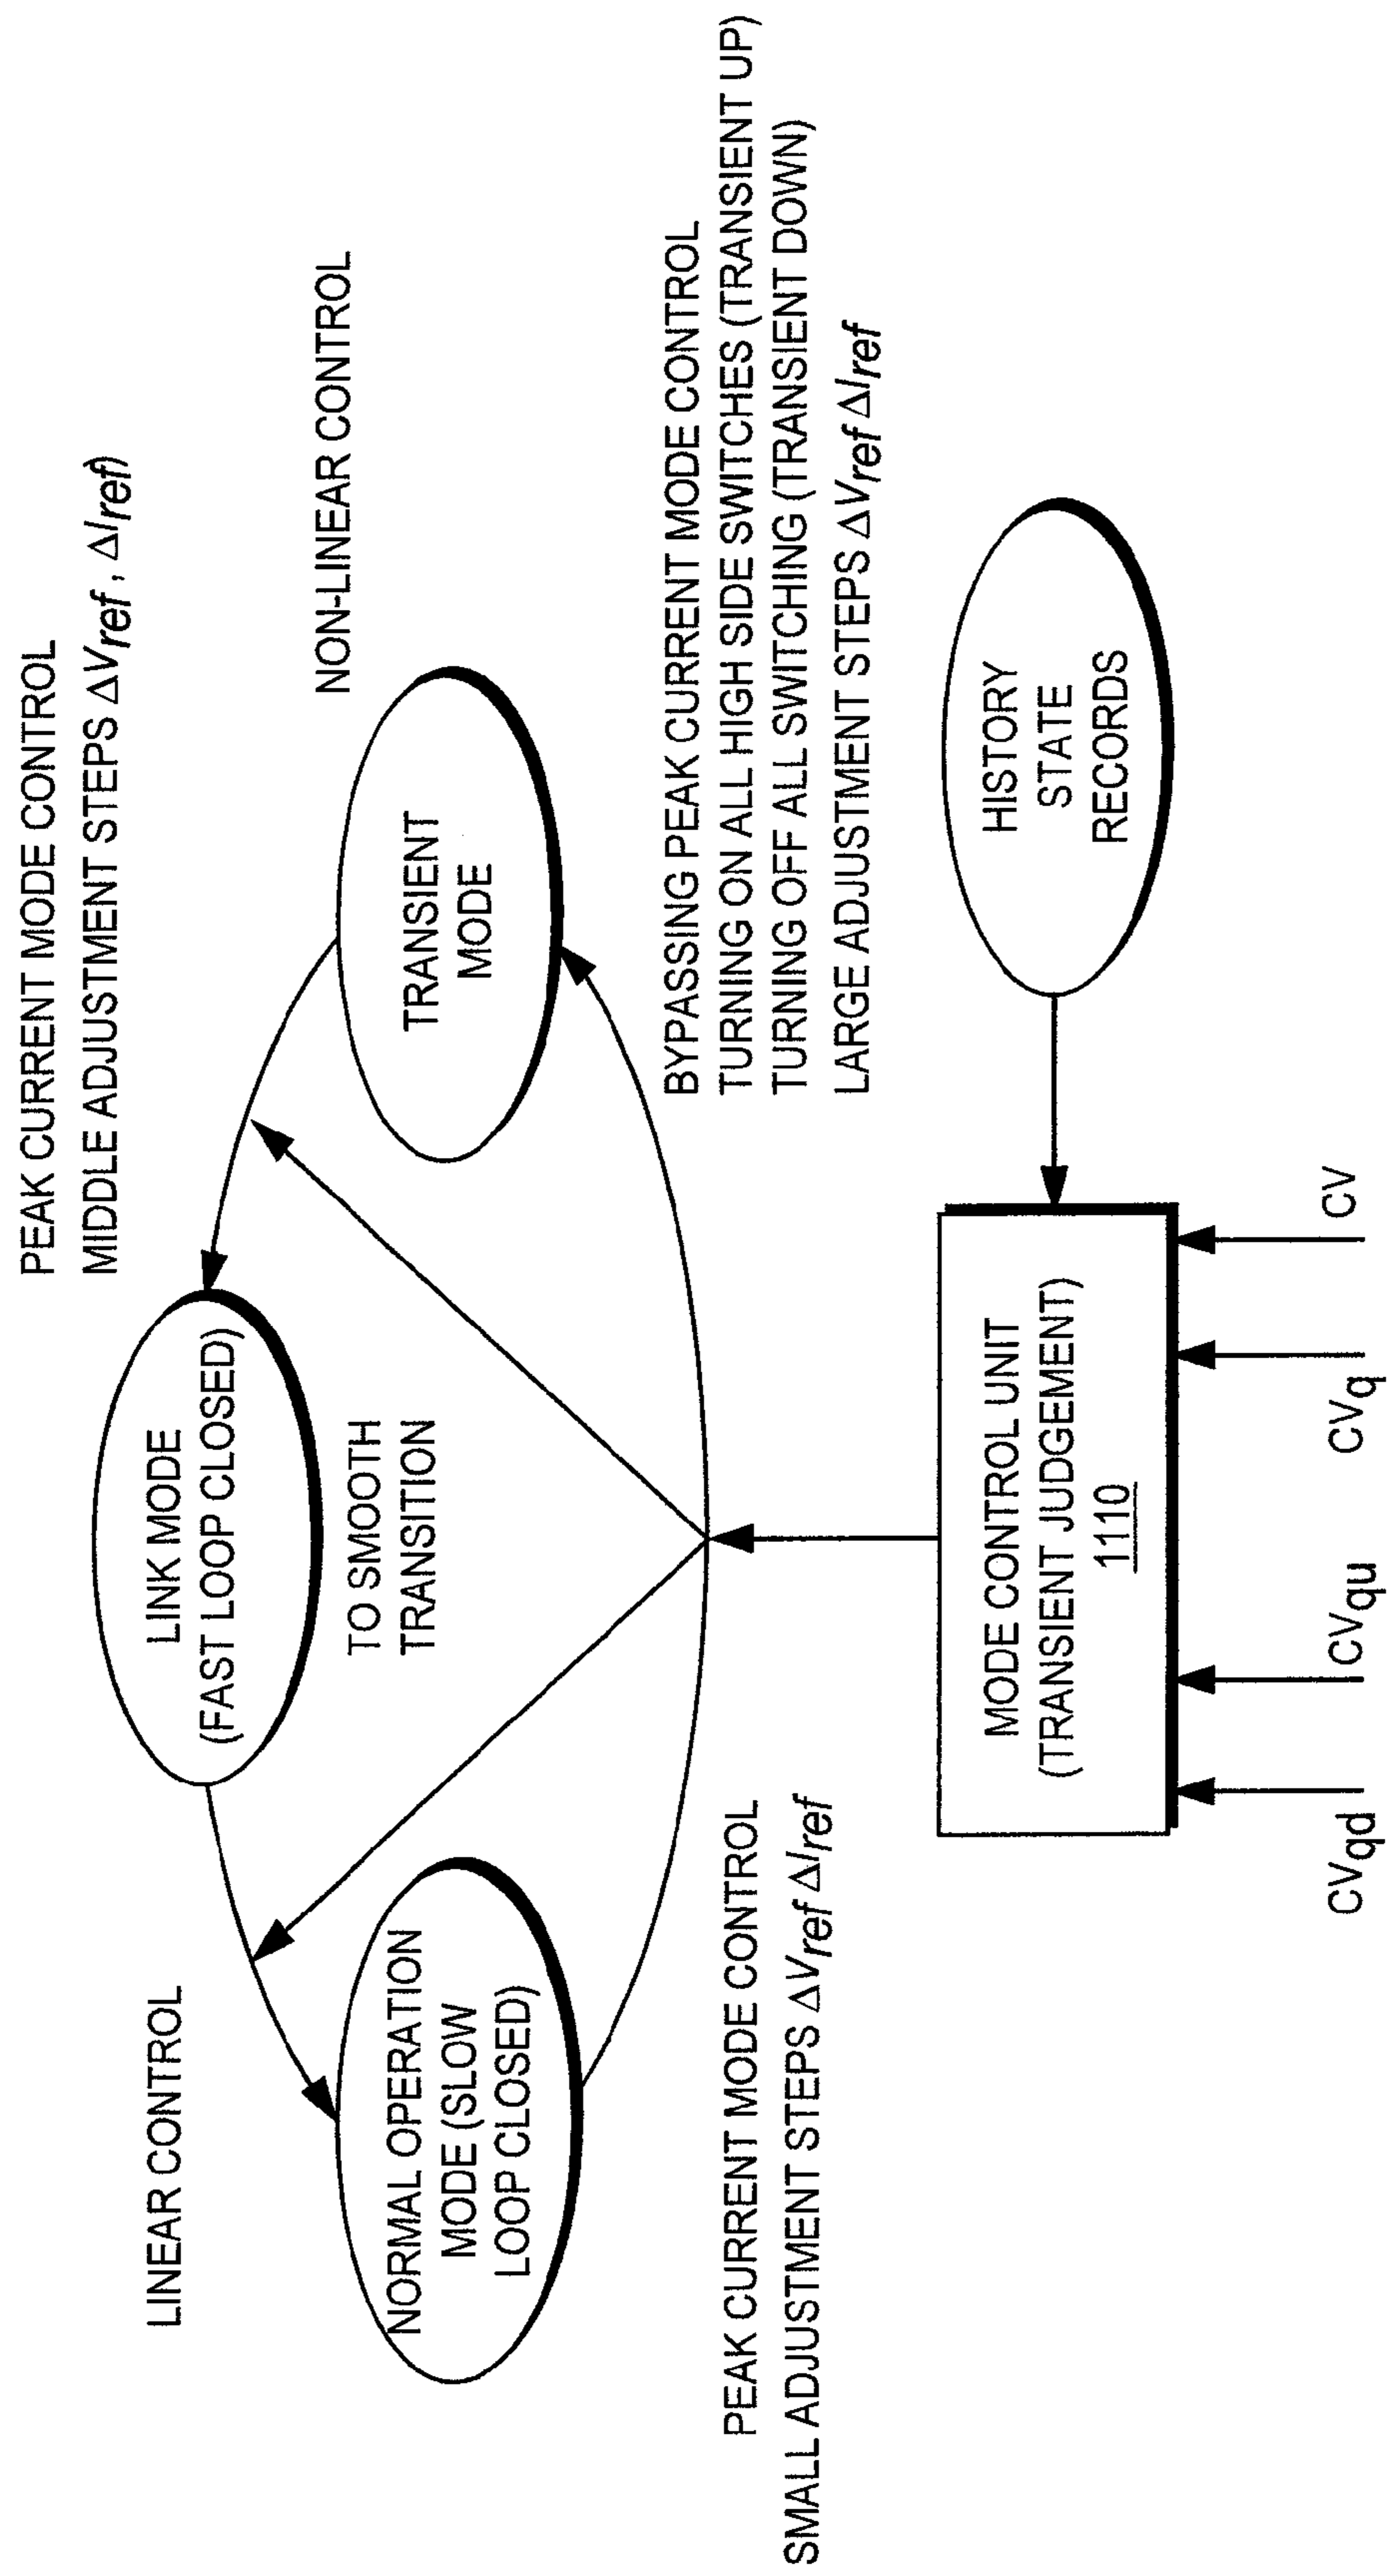 PEAK CURRENT MODE CONTROL
MIDDLE ADJUSTMENT STEPS ΔVref , ΔIref)
LINEAR CONTROL
LINK MODE
(FAST LOOP CLOSED)
TO SMOOTH
TRANSITION
NON-LINEAR CONTROL
NORMAL OPERATION
MODE (SLOW
LOOP CLOSED)
TRANSIENT
MODE
PEAK CURRENT MODE CONTROL
SMALL ADJUSTMENT STEPS ΔVref ΔIref
BYPASSING PEAK CURRENT MODE CONTROL
TURNING ON ALL HIGH SIDE SWITCHES (TRANSIENT UP)
TURNING OFF ALL SWITCHING (TRANSIENT DOWN)
LARGE ADJUSTMENT STEPS ΔVref ΔIref
MODE CONTROL UNIT
(TRANSIENT JUDGEMENT)
1110
HISTORY
STATE
RECORDS
CVqd
CVqu
CVq
CV